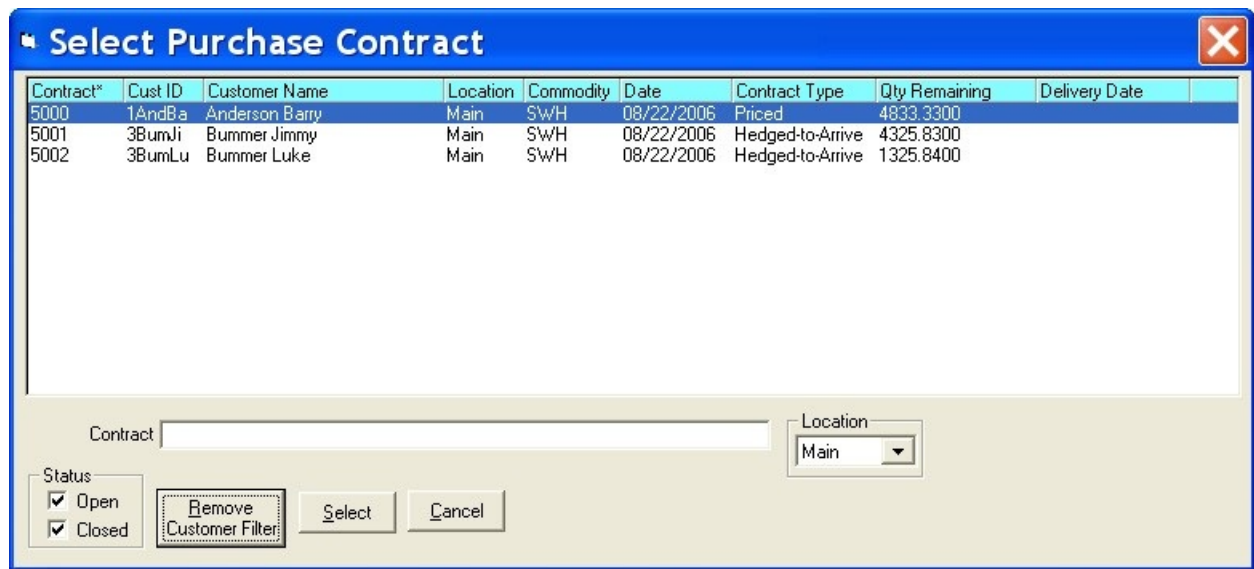 Select Purchase Contract
Contract* Cust ID Customer Name Location Commodity Date Contract Type Qty Remaining Delivery Date
5000 1AndBa Anderson Barry Main SWH 08/22/2006 Priced 4833.3300
5001 3BumJi Bummer Jimmy Main SWH 08/22/2006 Hedged-to-Arrive 4325.8300
5002 3BumLu Bummer Luke Main SWH 08/22/2006 Hedged-to-Arrive 1325.8400
Contract
Location
Main
Status
Open
Closed
Remove
Customer Filter
Select
Cancel